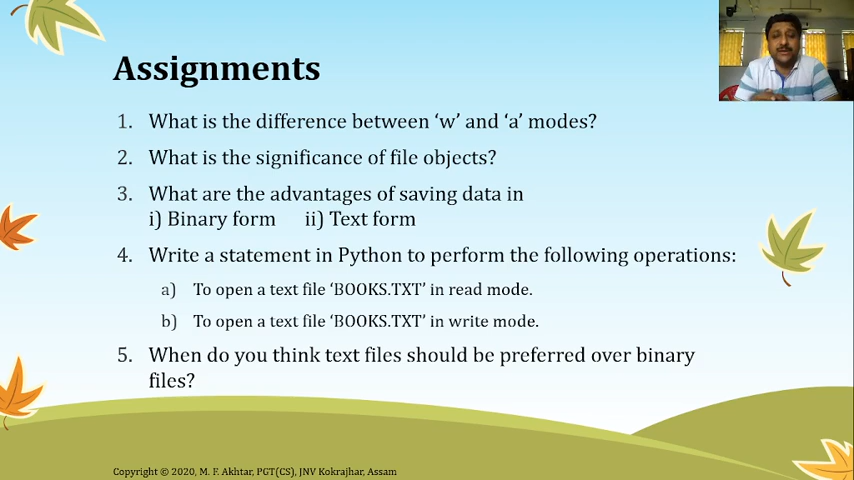 Assignments
1. What is the difference between ‘w’ and ‘a’ modes?
2. What is the significance of file objects?
3. What are the advantages of saving data in
i) Binary form ii) Text form
4. Write a statement in Python to perform the following operations:
a) To open a text file ‘BOOKS.TXT’ in read mode.
b) To open a text file ‘BOOKS.TXT’ in write mode.
5. When do you think text files should be preferred over binary
files?
Copyright © 2020, M. F. Akhtar, PGT(CS), JNV Kokrajhar, Assam